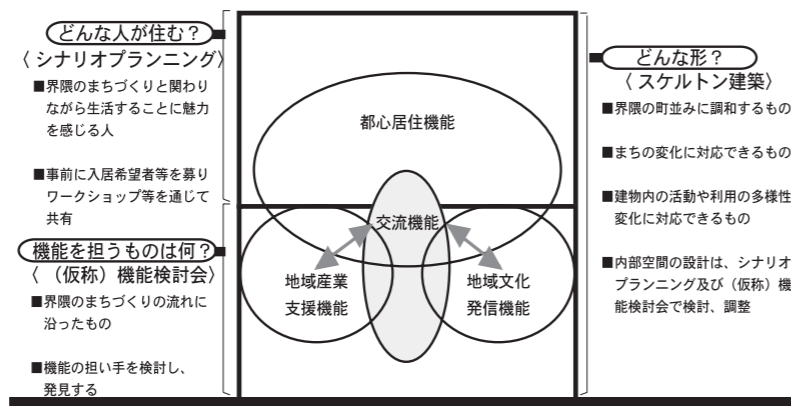 どんな人が住む？
〈 シナリオプランニング〉
■界隈のまちづくりと関わり
ながら生活することに魅力
を感じる人
■事前に入居希望者等を募り
ワークショップ等を通じて
共有
機能を担うものは何？
〈 （仮称）機能検討会〉
■界隈のまちづくりの流れに
沿ったもの
■機能の担い手を検討し、
発見する
都心居住機能
交流機能
地域産業
支援機能
地域文化
発信機能
どんな形？
〈 スケルトン建築〉
■界隈の町並みに調和するもの
■まちの変化に対応できるもの
■建物内の活動や利用の多様性
変化に対応できるもの
■内部空間の設計は、シナリオ
プランニング及び（仮称）機
能検討会で検討、調整